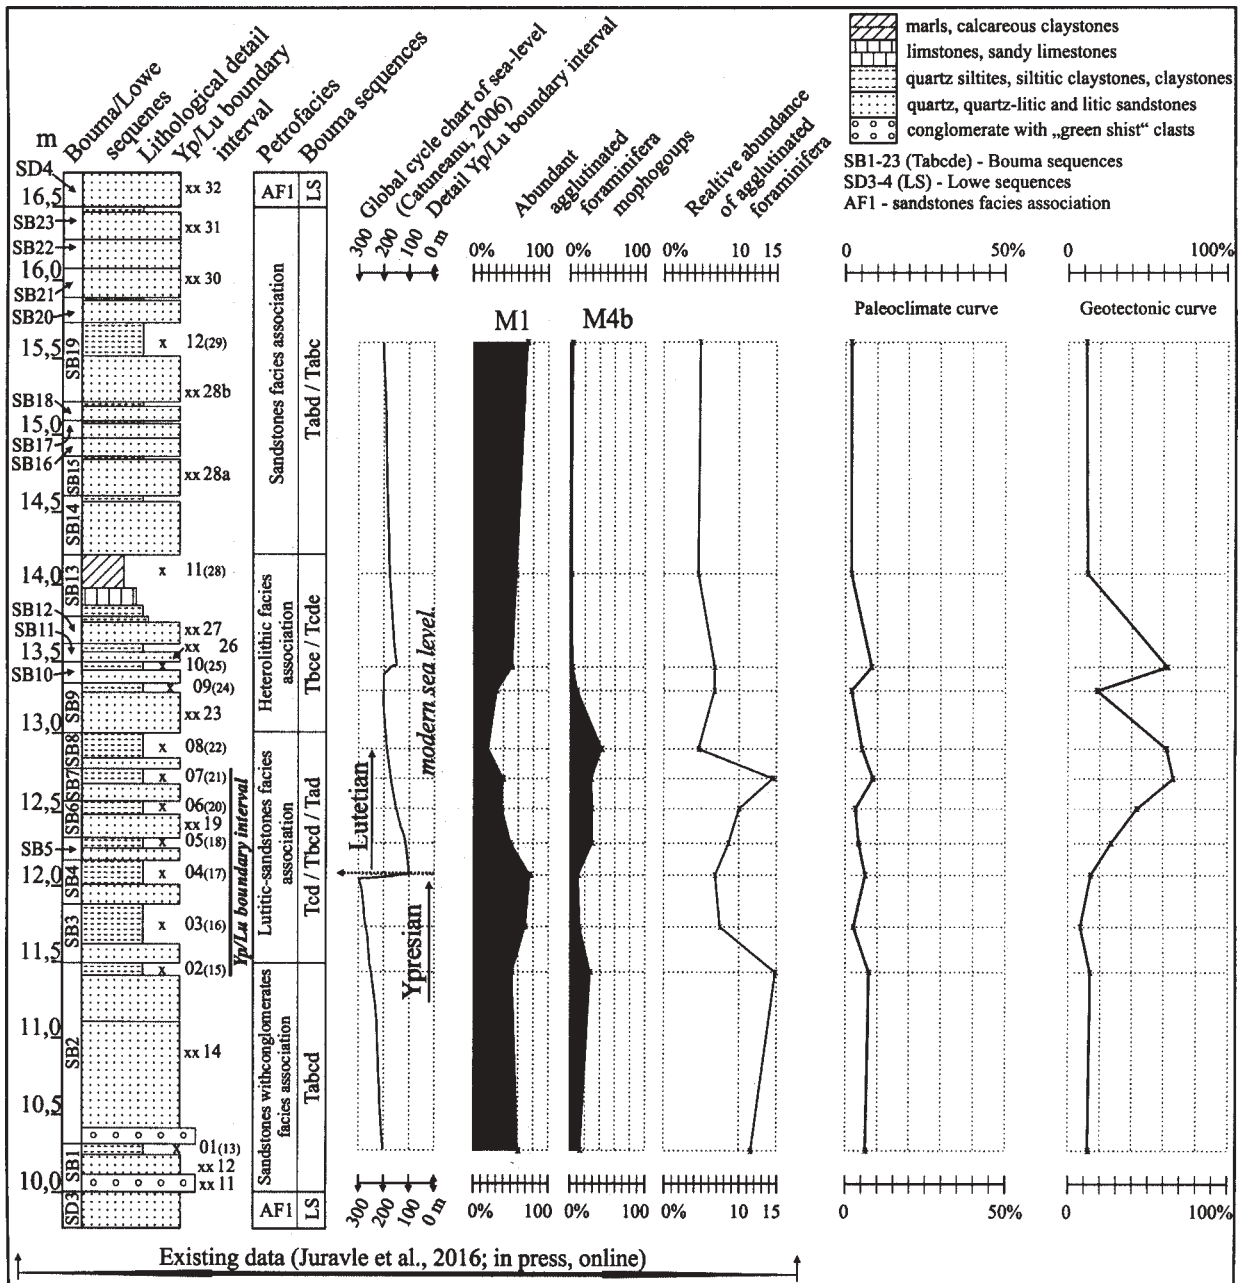 marls, calcareous claystones
limstones, sandy limestones
quartz siltites, siltitic claystones, claystones
quartz, quartz-litic and litic sandstones
conglomerate with „green shist“ clasts
SB1-23 (Tabcde) - Bouma sequences
SD3-4 (LS) - Lowe sequences
AF1 - sandstones facies association
m
Bouma/Lowe
sequenes
Lithological detail
Yp/Lu boundary
interval
Petrofacies
Bouma sequences
Global cycle chart of sea-level
(Catuneanu, 2006)
Detail Yp/Lu boundary interval
Abundant
agglutinated
foraminifera
mophogoups
Realtive abundance
of agglutinated
foraminifera
300 200 100 0 m
0% 100
0% 100
0% 10 15
0 50%
0 100%
M1
M4b
Paleoclimate curve
Geotectonic curve
SD4
16,5
xx 32
AF1
LS
SB23
xx 31
SB22
16,0
xx 30
SB21
SB20
15,5
SB19
x 12(29)
xx 28b
SB18
15,0
SB17
SB16
SB15
xx 28a
14,5
SB14
Sandstones facies association
Tabd / Tabc
14,0
SB13
x 11(28)
SB12
SB11
xx 27
13,5
xx 26
x 10(25)
SB10
x 09(24)
SB9
xx 23
13,0
Heterolithic facies
association
Tbce / Tcde
modern sea level.
SB8
x 08(22)
SB7
x 07(21)
12,5
SB6
x 06(20)
xx 19
SB5
x 05(18)
12,0
SB4
x 04(17)
SB3
x 03(16)
11,5
x 02(15)
Yp/Lu boundary interval
Lutitic-sandstones facies
association
Tcd / Tbcd / Tad
Lutetian
Ypresian
11,0
SB2
xx 14
10,5
x 01(13)
SB1
xx 12
10,0
xx 11
Sandstones withconglomerates
facies association
Tabcd
SD3
AF1
LS
300 200 100 0 m
0% 100
0% 100
0% 10 15
0 50%
0 100%
Existing data (Juravle et al., 2016; in press, online)